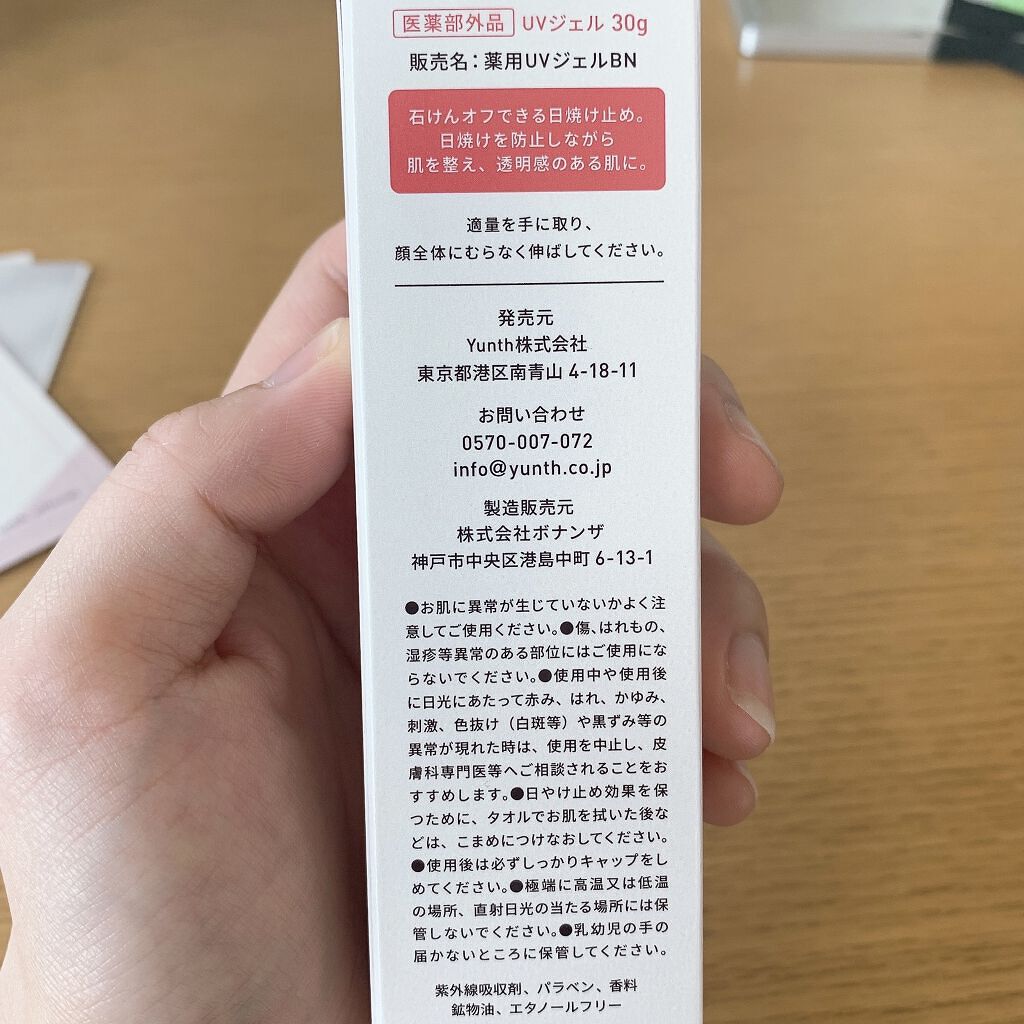 医薬部外品 UVジェル 30g
販売名：薬用UVジェルBN
石けんオフできる日焼け止め。
日焼けを防止しながら
肌を整え、透明感のある肌に。
適量を手に取り、
顔全体にむらなく伸ばしてください。
発売元
Yunth株式会社
東京都港区南青山 4-18-11
お問い合わせ
0570-007-072
info@yunth.co.jp
製造販売元
株式会社ボナンザ
神戸市中央区港島中町 6-13-1
●お肌に異常が生じていないかよく注
意してご使用ください。●傷、はれもの、
湿疹等異常のある部位にはご使用にな
らないでください。●使用中や使用後
に日光にあたって赤み、はれ、かゆみ、
刺激、色抜け（白斑等）や黒ずみ等の
異常が現れた時は、使用を中止し、皮
膚科専門医等へご相談されることをお
すすめします。●日やけ止め効果を保
つために、タオルでお肌を拭いた後な
どは、こまめにつけなおしてください。
●使用後は必ずしっかりキャップをし
めてください。●極端に高温又は低温
の場所、直射日光の当たる場所には保
管しないでください。●乳幼児の手の
届かないところに保管してください。
紫外線吸収剤、パラベン、香料
鉱物油、エタノールフリー